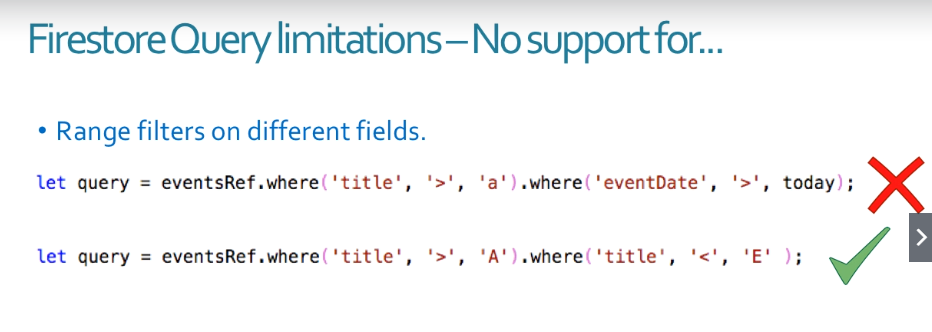 Firestore Query limitations – No support for...
• Range filters on different fields.
let query = eventsRef.where('title', '>', 'a').where('eventDate', '>', today);
let query = eventsRef.where('title', '>', 'A').where('title', '<', 'E' );